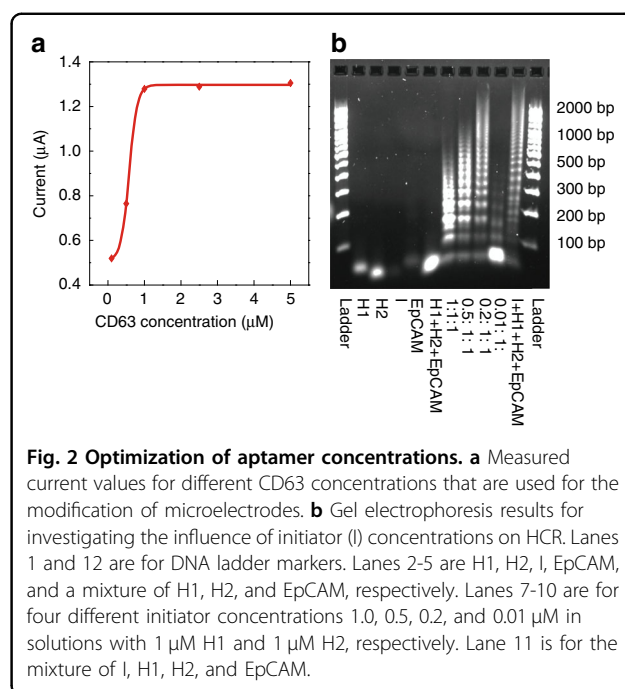 a
b
1.4
1.2
1.0
0.8
0.6
0.4
Current (μA)
0 1 2 3 4 5
CD63 concentration (μM)
2000 bp
1000 bp
500 bp
300 bp
200 bp
100 bp
Ladder
H1
H2
I
EpCAM
H1+H2+EpCAM
1:1:1
0.5: 1: 1
0.2: 1: 1
0.01: 1:
I+H1+H2+EpCAM
Ladder
Fig. 2 Optimization of aptamer concentrations. a Measured
current values for different CD63 concentrations that are used for the
modification of microelectrodes. b Gel electrophoresis results for
investigating the influence of initiator (I) concentrations on HCR. Lanes
1 and 12 are for DNA ladder markers. Lanes 2-5 are H1, H2, I, EpCAM,
and a mixture of H1, H2, and EpCAM, respectively. Lanes 7-10 are for
four different initiator concentrations 1.0, 0.5, 0.2, and 0.01 μM in
solutions with 1 μM H1 and 1 μM H2, respectively. Lane 11 is for the
mixture of I, H1, H2, and EpCAM.